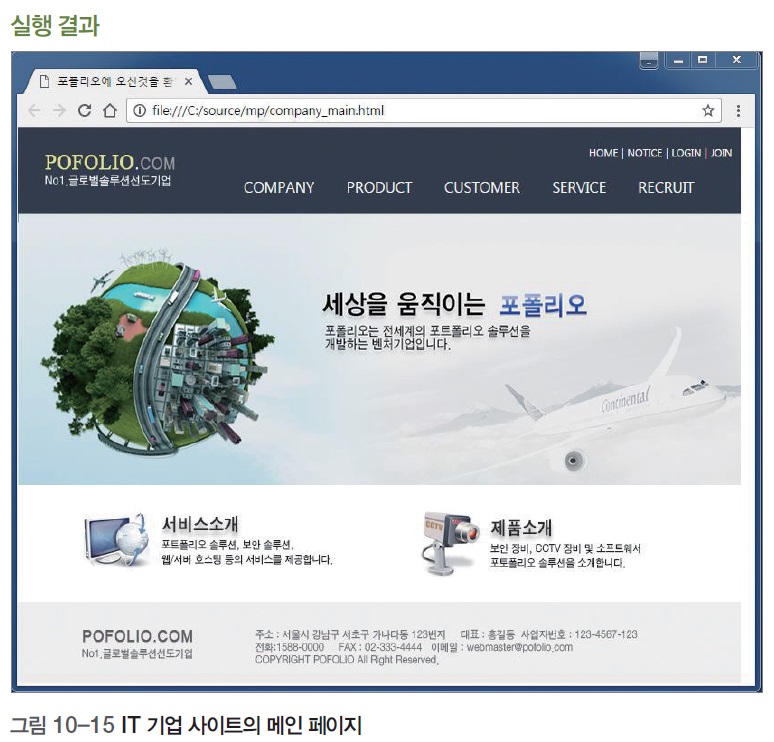 실행 결과
포폴리오에 오신것을 환
file:///C:/source/mp/company_main.html
HOME | NOTICE | LOGIN | JOIN
POFOLIO.COM
No1.글로벌솔루션선도기업
COMPANY PRODUCT CUSTOMER SERVICE RECRUIT
세상을 움직이는 포폴리오
포폴리오는 전세계의 포트폴리오 솔루션을
개발하는 벤처기업입니다.
Continental
서비스소개
포트폴리오 솔루션, 보안 솔루션,
웹/서버 호스팅 등의 서비스를 제공합니다.
CCTV
제품소개
보안 장비, CCTV 장비 및 소프트웨서
포토폴리오 솔루션을 소개합니다.
POFOLIO.COM
No1.글로벌솔루션선도기업
주소 : 서울시 강남구 서초구 가나다동 123번지 대표 : 홍길동 사업자번호 : 123-4567-123
전화:1588-0000 FAX : 02-333-4444 이메일 : webmaster@pofolio.com
COPYRIGHT POFOLIO All Right Reserved.
그림 10-15 IT 기업 사이트의 메인 페이지